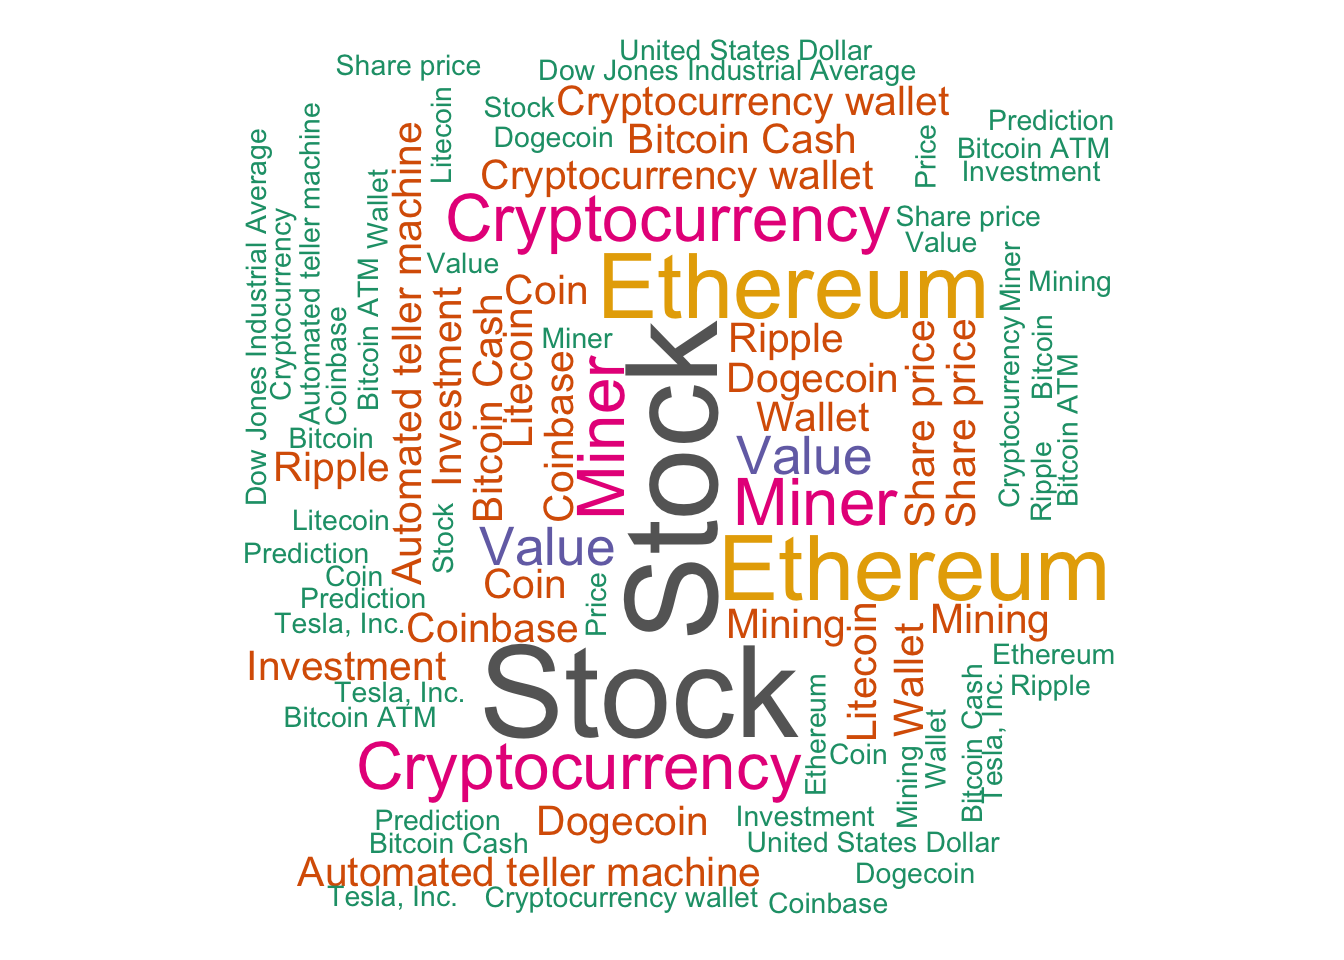 United States Dollar
Share price
Dow Jones Industrial Average
Litecoin
Stock
Cryptocurrency wallet
Dogecoin
Bitcoin Cash
Price
Prediction
Bitcoin ATM
Investment
Cryptocurrency wallet
Cryptocurrency
Share price
Value
Dow Jones Industrial Average
Cryptocurrency
Automated teller machine
Coinbase
Bitcoin ATM
Wallet
Automated teller machine
Value
Coin
Ethereum
Miner
Mining
Investment
Bitcoin Cash
Litecoin
Miner
Coinbase
Miner
Stock
Ripple
Dogecoin
Wallet
Value
Miner
Share price
Share price
Cryptocurrency
Bitcoin
Ripple
Bitcoin ATM
Bitcoin
Ripple
Litecoin
Stock
Prediction
Value
Ethereum
Coin
Coin
Price
Prediction
Tesla, Inc.
Coinbase
Mining
Litecoin
Wallet
Mining
Investment
Stock
Ethereum
Ripple
Tesla, Inc.
Bitcoin ATM
Ethereum
Coin
Mining
Wallet
Bitcoin Cash
Tesla, Inc.
Cryptocurrency
Prediction
Dogecoin
Investment
Bitcoin Cash
United States Dollar
Automated teller machine
Dogecoin
Tesla, Inc.
Cryptocurrency wallet
Coinbase